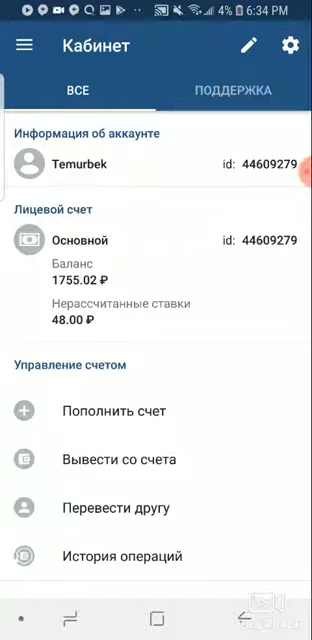 4% 6:34 PM
Кабинет
ВСЕ ПОДДЕРЖКА
Информация об аккаунте
Temurbek id: 44609279
Лицевой счет
Основной id: 44609279
Баланс
1755.02 ₽
Нерассчитанные ставки
48.00 ₽
Управление счетом
Пополнить счет
Вывести со счета
Перевести другу
История операций